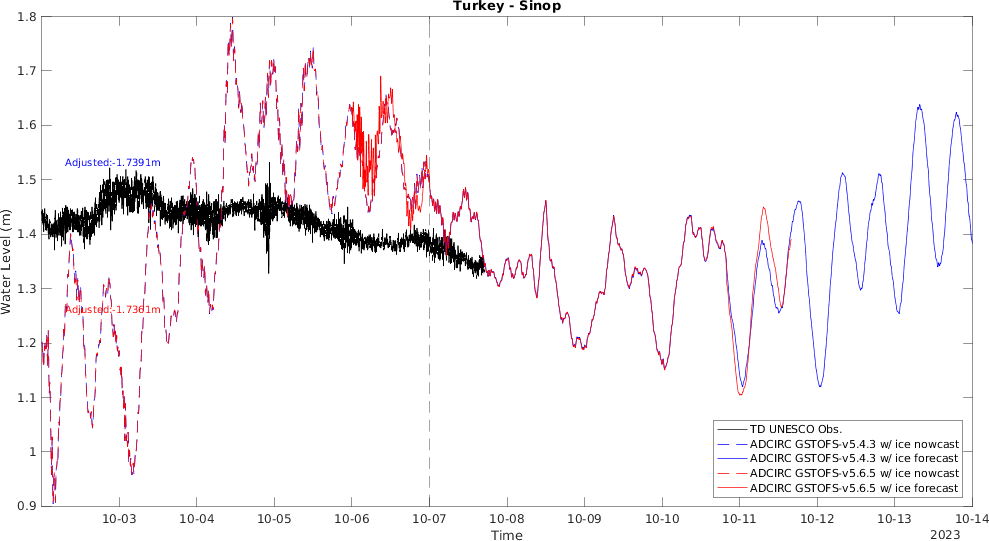 Turkey - Sinop
1.8
1.7
1.6
1.5
1.4
1.3
1.2
1.1
1
0.9
Water Level (m)
Adjusted:-1.7391m
Adjusted:-1.7361m
TD UNESCO Obs.
ADCIRC GSTOFS-v5.4.3 w/ ice nowcast
ADCIRC GSTOFS-v5.4.3 w/ ice forecast
ADCIRC GSTOFS-v5.6.5 w/ ice nowcast
ADCIRC GSTOFS-v5.6.5 w/ ice forecast
10-03 10-04 10-05 10-06 10-07 10-08 10-09 10-10 10-11 10-12 10-13 10-14
Time
2023